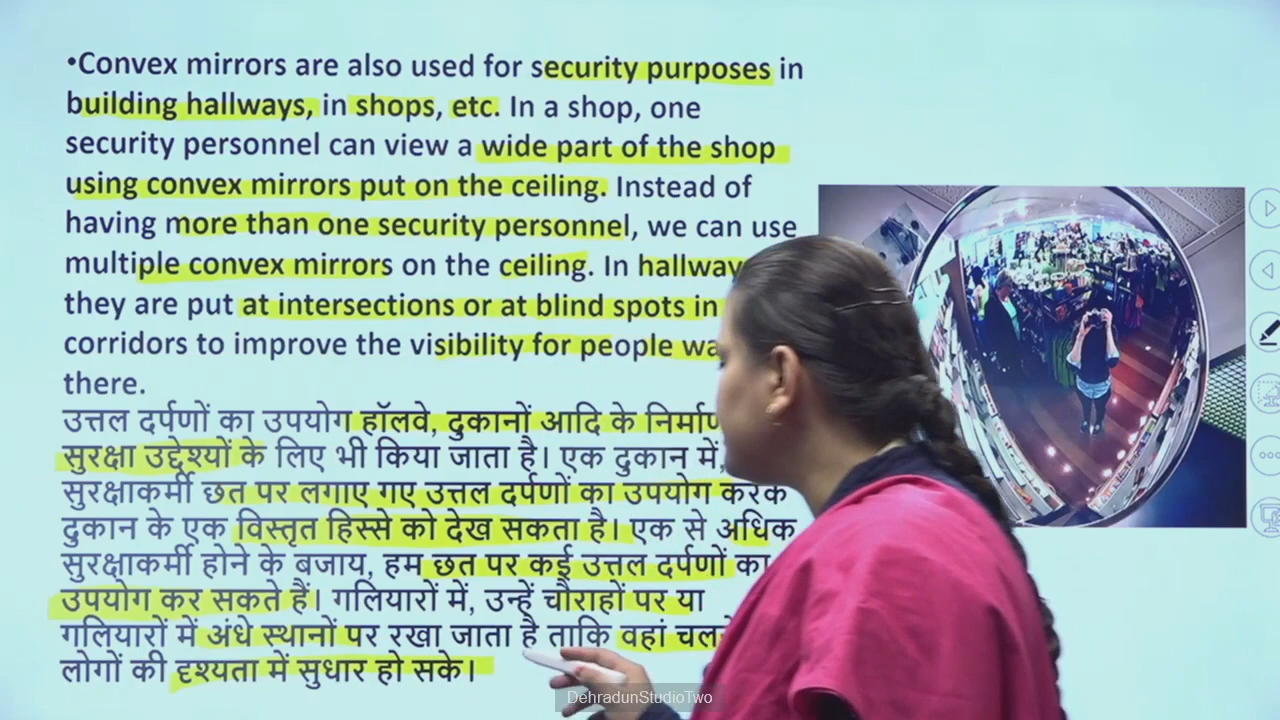 •Convex mirrors are also used for security purposes in
building hallways, in shops, etc. In a shop, one
security personnel can view a wide part of the shop
using convex mirrors put on the ceiling. Instead of
having more than one security personnel, we can use
multiple convex mirrors on the ceiling. In
they are put at intersections or at blind spots in
corridors to improve the visibility for people
there.
उत्तल दर्पणों का उपयोग हॉलवे, दुकानों आदि के
सुरक्षा उद्देश्यों के लिए भी किया जाता है। एक दुकान में,
सुरक्षाकर्मी छत पर लगाए गए उत्तल दर्पणों का उपयोग करके
दुकान के एक विस्तृत हिस्से को देख सकता है। एक से अधिक
सुरक्षाकर्मी होने के बजाय, हम छत पर कई उत्तल दर्पणों का
उपयोग कर सकते हैं। गलियारों में, उन्हें चौराहों पर या
गलियारों में अंधे स्थानों पर रखा जाता है ताकि वहां
लोगों की दृश्यता में सुधार हो सके।
DehradunStudioTwo